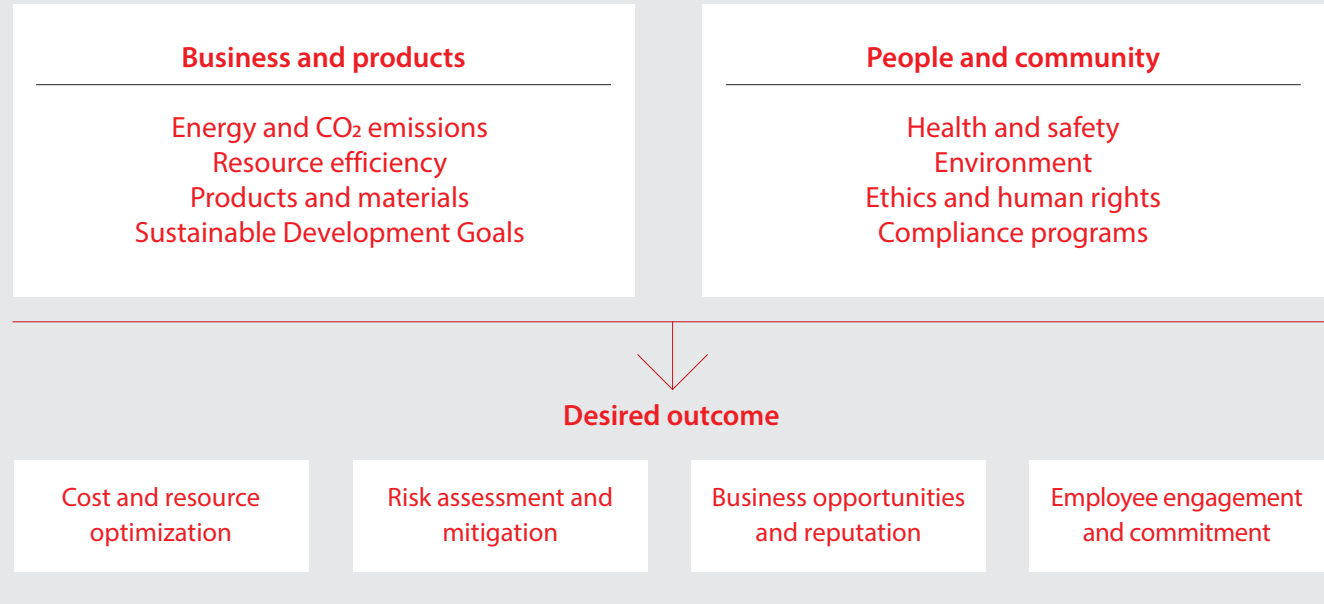 Business and products
Energy and CO₂ emissions
Resource efficiency
Products and materials
Sustainable Development Goals
People and community
Health and safety
Environment
Ethics and human rights
Compliance programs
Desired outcome
Cost and resource
optimization
Risk assessment and
mitigation
Business opportunities
and reputation
Employee engagement
and commitment